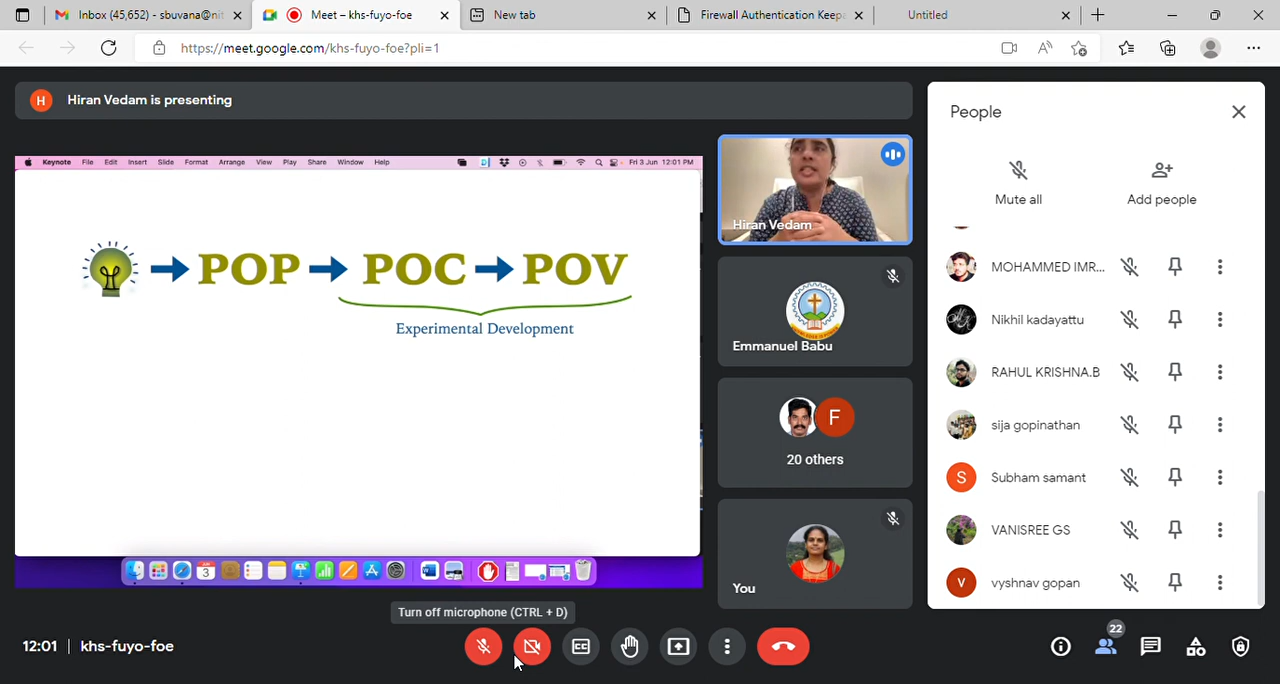 Inbox (45,652) - sbuvana@nit
Meet – khs-fuyo-foe
New tab
Firewall Authentication Keepa
Untitled
https://meet.google.com/khs-fuyo-foe?pli=1
H
Hiran Vedam is presenting
Keynote File Edit Insert Slide Format Arrange View Play Share Window Help Fri 3 Jun 12:01 PM
POP POC POV
Experimental Development
Hiran Vedam
Emmanuel Babu
F
20 others
You
People
Mute all
Add people
MOHAMMED IMR...
Nikhil kadayattu
RAHUL KRISHNA.B
sija gopinathan
S
Subham samant
VANISREE GS
V
vyshnav gopan
3
Turn off microphone (CTRL + D)
12:01 | khs-fuyo-foe
22